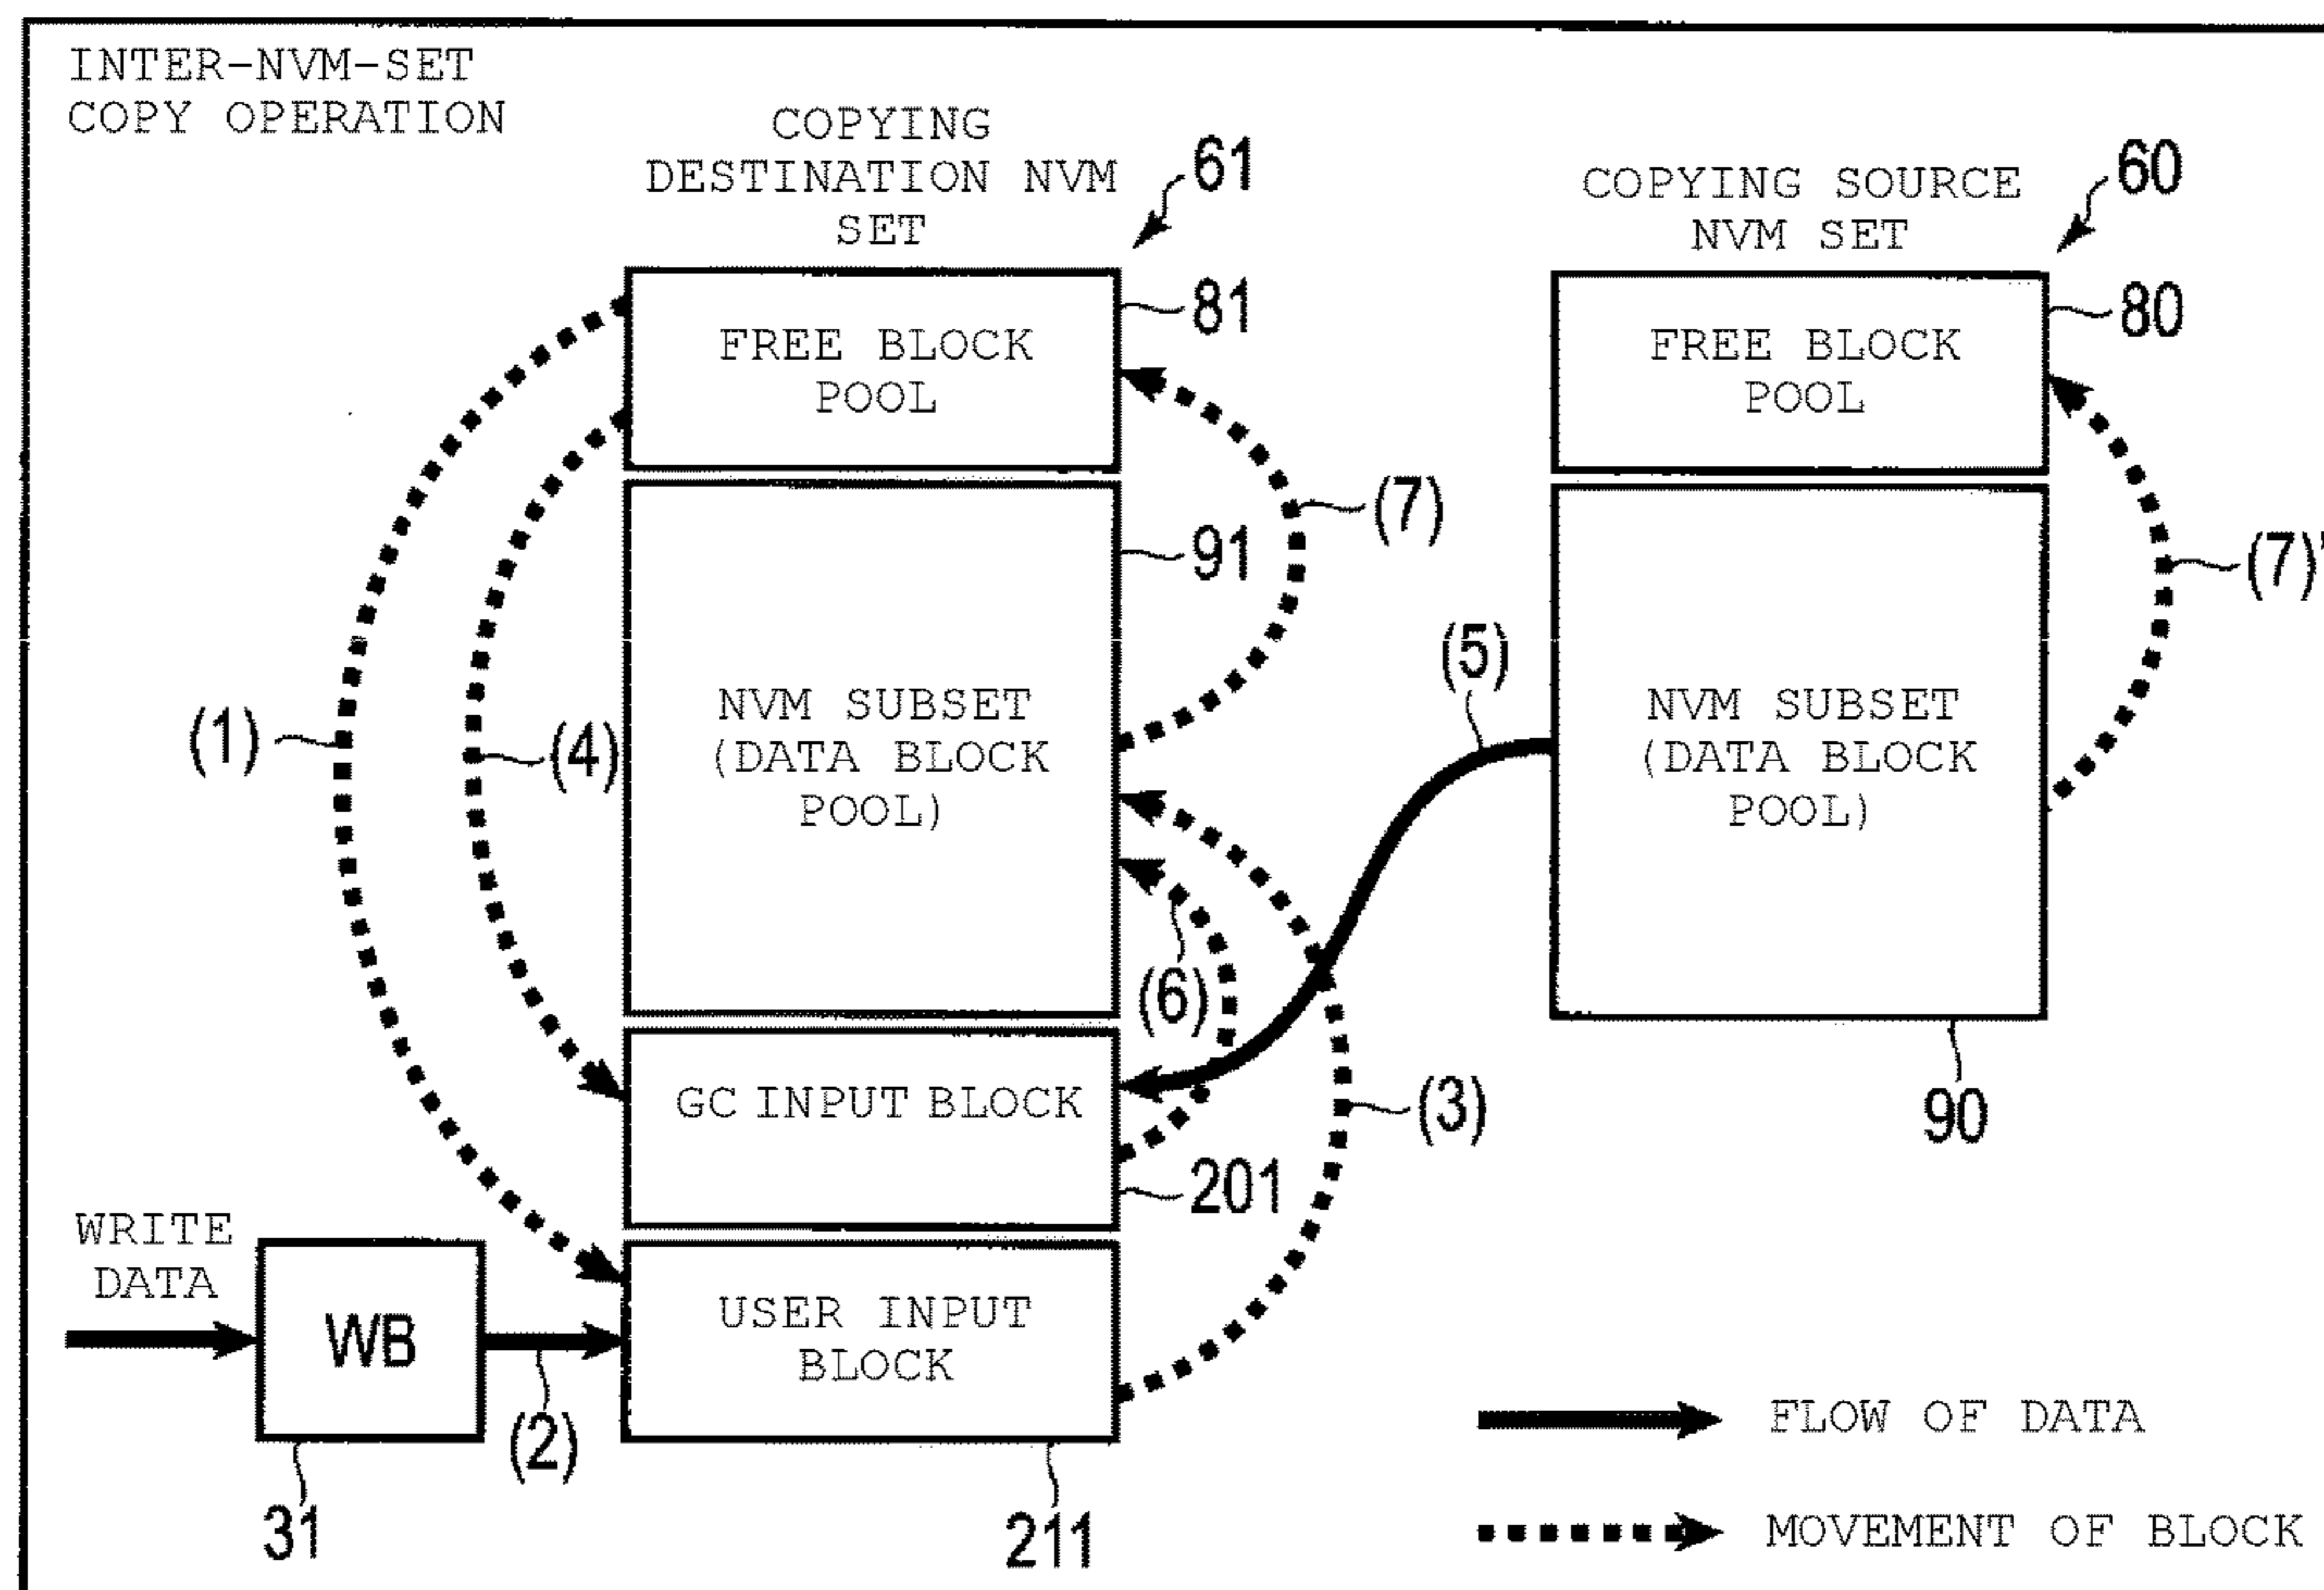 INTER-NVM-SET
COPY OPERATION
COPYING
DESTINATION NVM
SET
61
COPYING SOURCE
NVM SET
60
FREE BLOCK
POOL
81
FREE BLOCK
POOL
80
(7)
91
(7)'
(5)
NVM SUBSET
(DATA BLOCK
POOL)
NVM SUBSET
(DATA BLOCK
POOL)
(1)
(4)
(6)
GC INPUT BLOCK
(3)
90
201
WRITE
DATA
WB
USER INPUT
BLOCK
(2)
31
211
FLOW OF DATA
MOVEMENT OF BLOCK